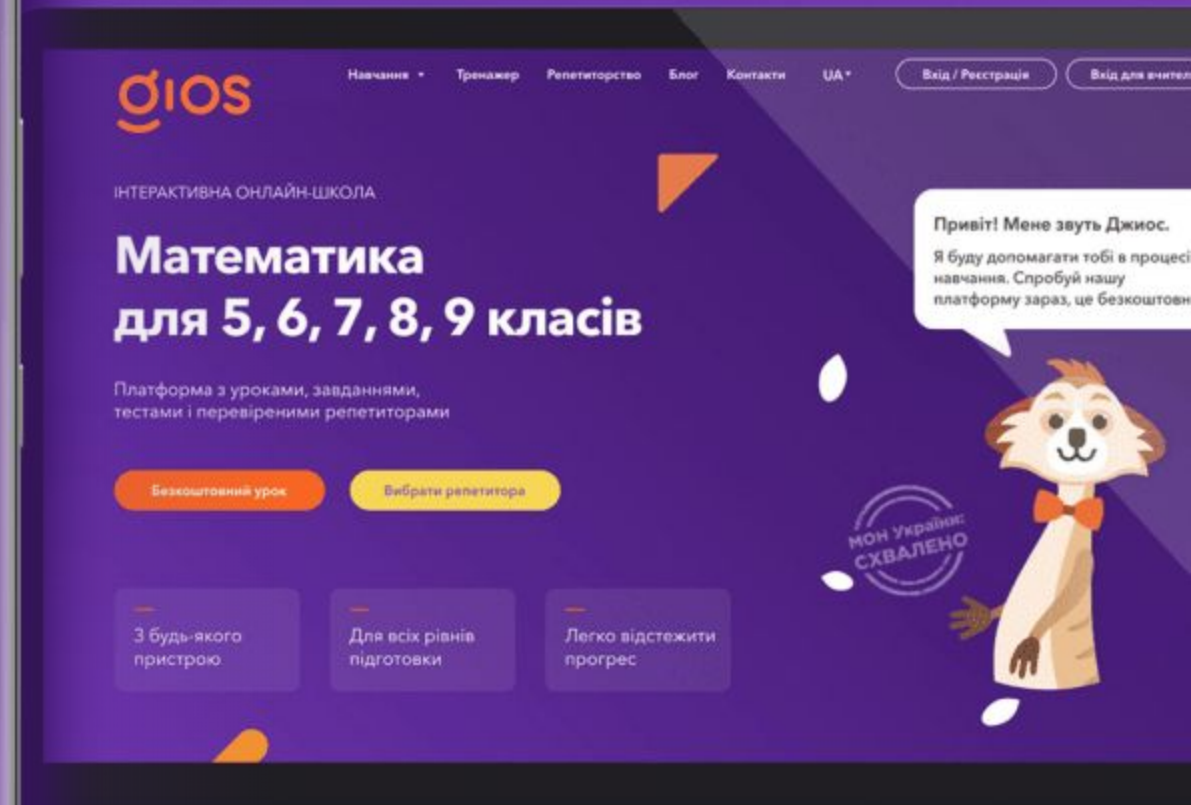 gios
Навчання
Тренажер
Репетиторство
Блог
Контакти
UA
Вхід / Реєстрація
Вхід для
ІНТЕРАКТИВНА ОНЛАЙН-ШКОЛА
Математика
для 5, 6, 7, 8, 9 класів
Платформа з уроками, завданнями,
тестами і перевіреними репетиторами
Безкоштовний урок
Вибрати репетитора
Привіт! Мене звуть Джиос.
Я буду допомагати тобі в процесі
навчання. Спробуй нашу
платформу зараз, це
МОН України:
СХВАЛЕНО
З будь-якого
пристрою
Для всіх рівнів
підготовки
Легко відстежити
прогрес